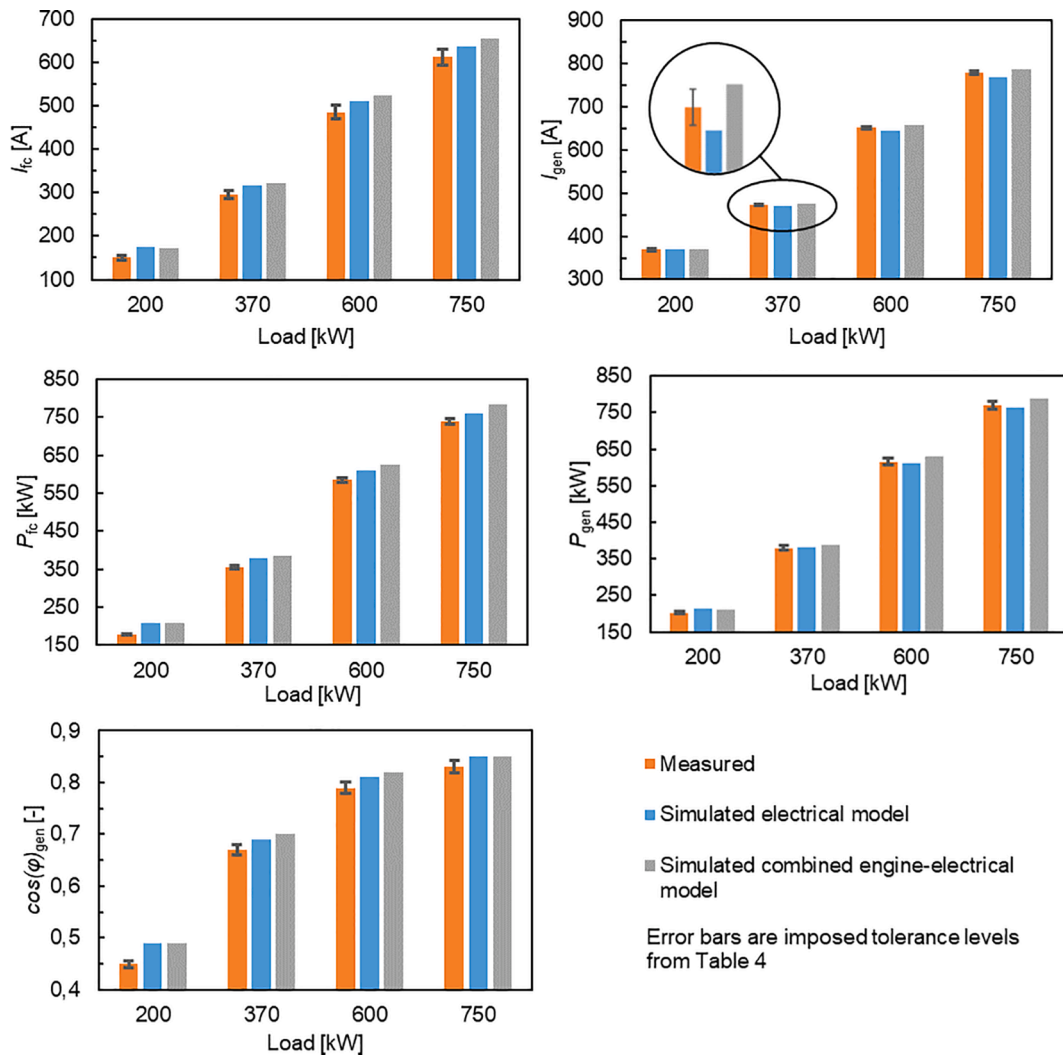 700
600
500
400
300
200
100
I_fc [A]
200 370 600 750
Load [kW]
900
800
700
600
500
400
300
I_gen [A]
200 370 600 750
Load [kW]
850
750
650
550
450
350
250
150
P_fc [kW]
200 370 600 750
Load [kW]
850
750
650
550
450
350
250
150
P_gen [kW]
200 370 600 750
Load [kW]
0,9
0,8
0,7
0,6
0,5
0,4
cos(φ)_gen [-]
200 370 600 750
Load [kW]
Measured
Simulated electrical model
Simulated combined engine-electrical
model
Error bars are imposed tolerance levels
from Table 4